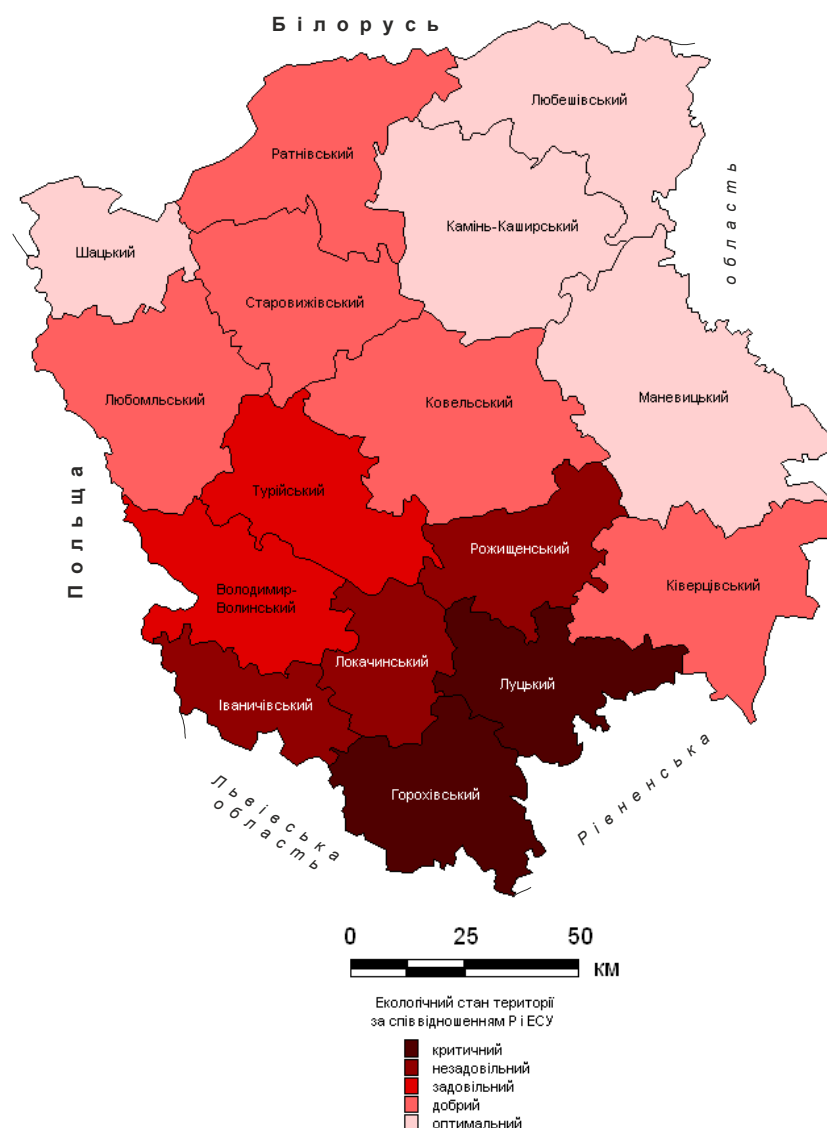 Білорусь
Любешівський
Ратнівський
область
Камінь-Каширський
Шацький
Старовижівський
Маневицький
Любомльський
Ковельський
Польща
Турійський
Рожищенський
Ківерцівський
Володимир-
Волинський
Локачинський
Луцький
Іваничівський
Горохівський
Львівська
область
Рівненська
0 25 50
км
Екологічний стан території
за співвідношенням Р і ЕСУ
критичний
незадовільний
задовільний
добрий
оптимальний